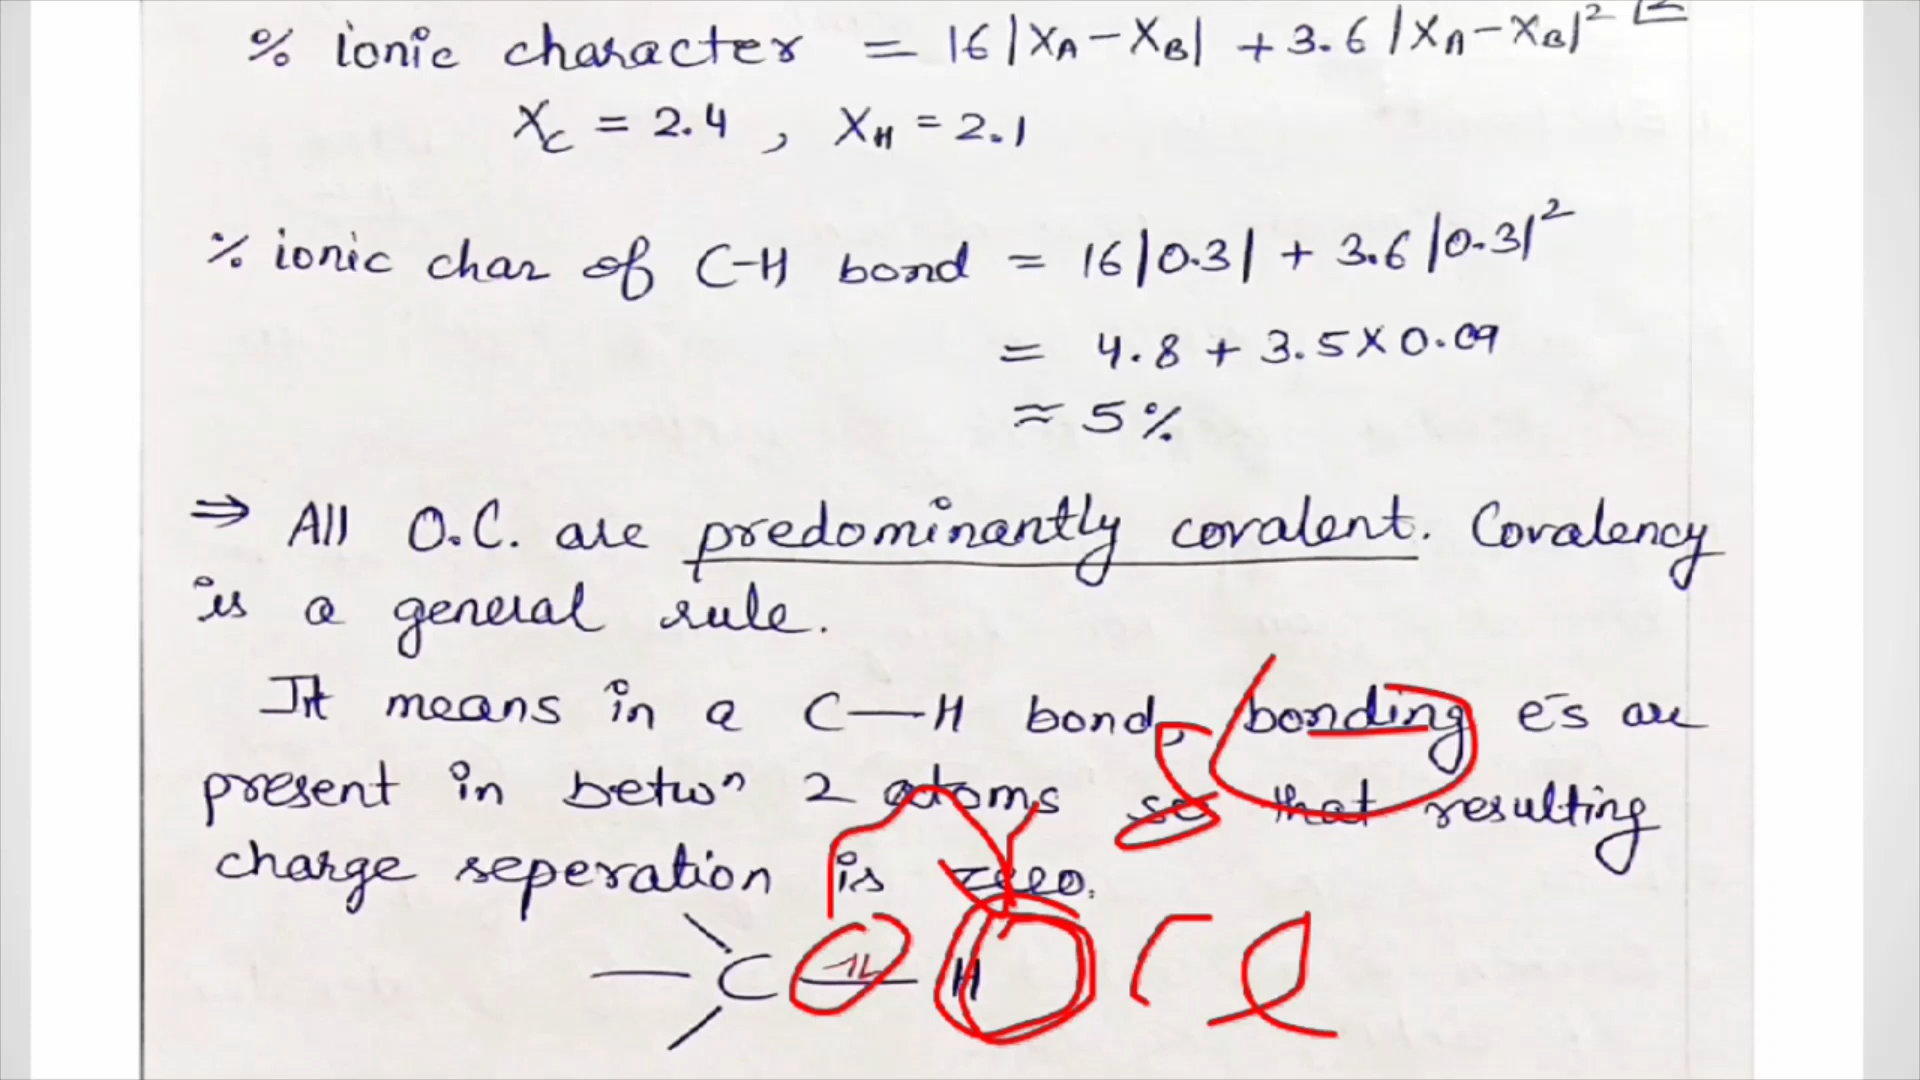 % ionic character = 16|XA-XB| + 3.6|XA-XB|²
XC = 2.4 , XH = 2.1
% ionic char of C-H bond = 16|0.3| + 3.6|0.3|²
= 4.8 + 3.5×0.09
≈ 5%
⇒ All O.C. are predominantly covalent. Covalency
is a general rule.
It means in a C—H bond, bonding e⁻s are
present in betwⁿ 2 atoms so that resulting
charge seperation is zero.
C 1L H Cl